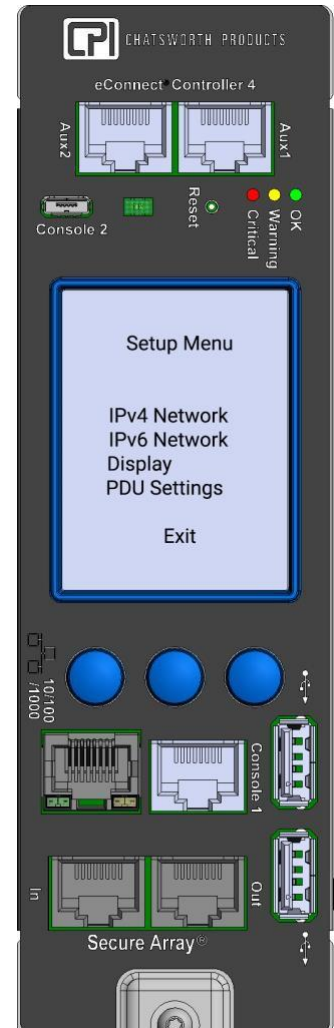 CPI CHATSWORTH PRODUCTS
eConnect® Controller 4
Aux2
Aux1
Console 2
Reset
Critical
Warning
OK
Setup Menu
IPv4 Network
IPv6 Network
Display
PDU Settings
Exit
10/100
/1000
Console 1
In
Out
Secure Array®